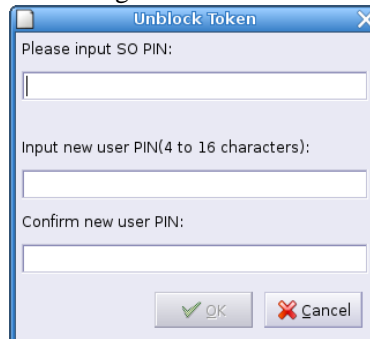 Unblock Token
Please input SO PIN:
Input new user PIN(4 to 16 characters):
Confirm new user PIN:
OK
Cancel